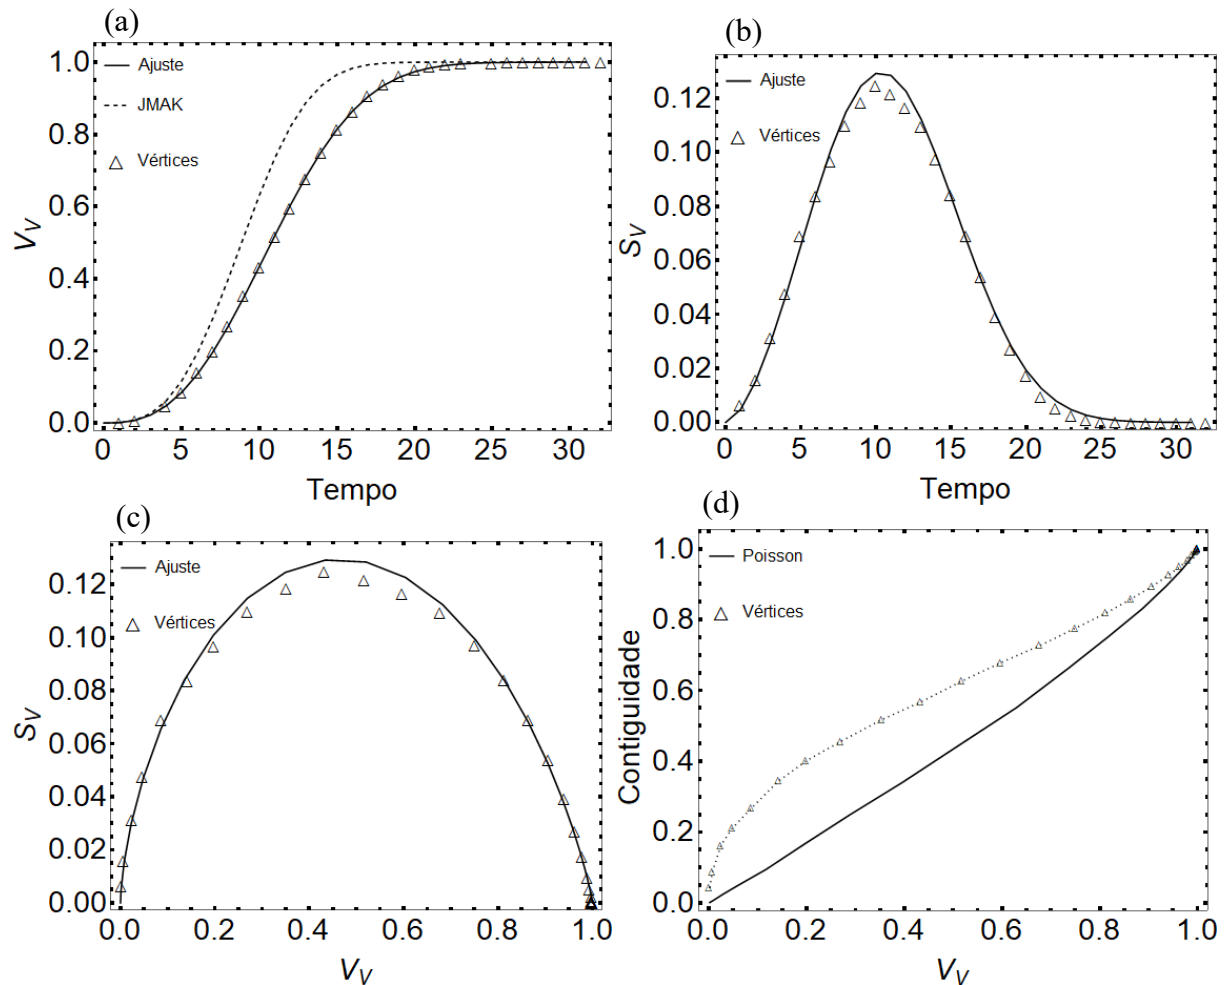 (a)
1.0
0.8
0.6
0.4
0.2
0.0
V_V
Ajuste
JMAK
Vértices
0 5 10 15 20 25 30
Tempo
(b)
0.12
0.10
0.08
0.06
0.04
0.02
0.00
S_V
Ajuste
Vértices
0 5 10 15 20 25 30
Tempo
(c)
0.12
0.10
0.08
0.06
0.04
0.02
0.00
S_V
Ajuste
Vértices
0.0 0.2 0.4 0.6 0.8 1.0
V_V
(d)
1.0
0.8
0.6
0.4
0.2
0.0
Contiguidade
Poisson
Vértices
0.0 0.2 0.4 0.6 0.8 1.0
V_V